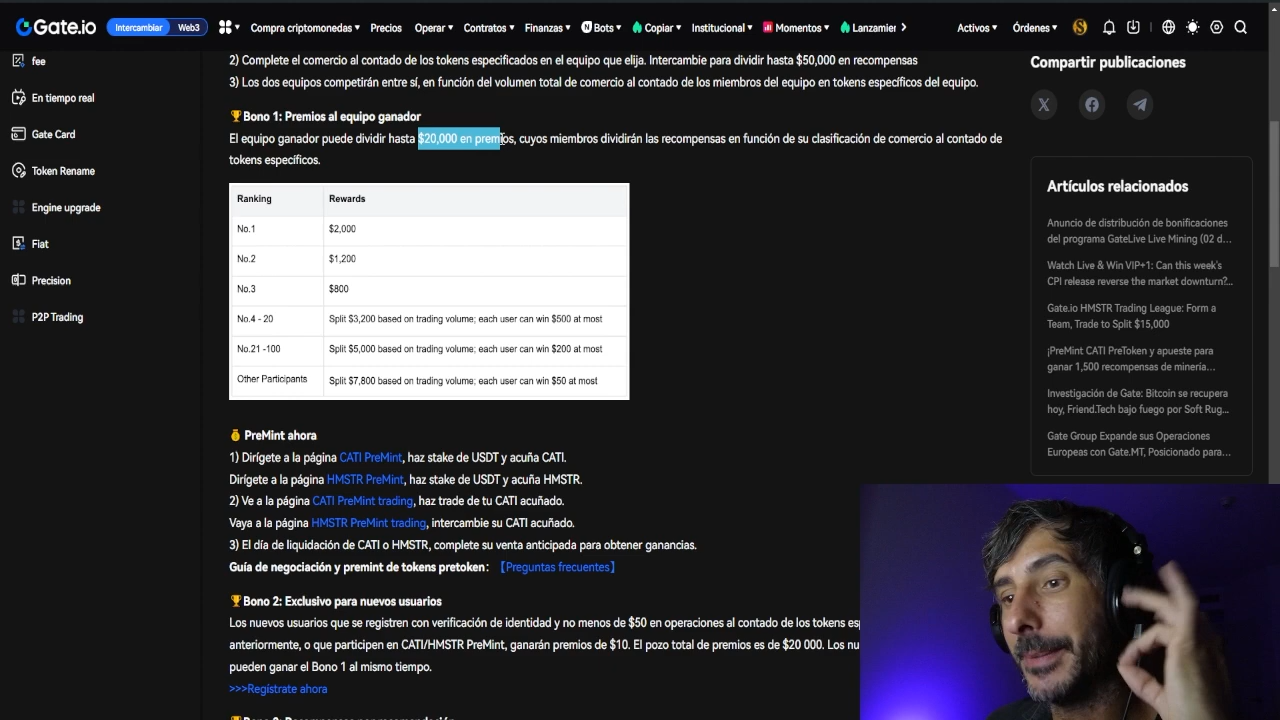 Gate.io Intercambiar Web3 Compra criptomonedas Precios Operar Contratos Finanzas Bots Copiar Institucional Momentos Lanzamier Activos Órdenes
fee
En tiempo real
Gate Card
Token Rename
Engine upgrade
Fiat
Precision
P2P Trading
2) Complete el comercio al contado de los tokens especificados en el equipo que elija. Intercambie para dividir hasta $50,000 en recompensas
3) Los dos equipos competirán entre sí, en función del volumen total de comercio al contado de los miembros del equipo en tokens específicos del equipo.
🏆Bono 1: Premios al equipo ganador
El equipo ganador puede dividir hasta $20,000 en premios, cuyos miembros dividirán las recompensas en función de su clasificación de comercio al contado de
tokens específicos.
Ranking Rewards
No.1 $2,000
No.2 $1,200
No.3 $800
No.4 - 20 Split $3,200 based on trading volume; each user can win $500 at most
No.21 -100 Split $5,000 based on trading volume; each user can win $200 at most
Other Participants Split $7,800 based on trading volume; each user can win $50 at most
PreMint ahora
1) Dirígete a la página CATI PreMint, haz stake de USDT y acuña CATI.
Dirígete a la página HMSTR PreMint, haz stake de USDT y acuña HMSTR.
2) Ve a la página CATI PreMint trading, haz trade de tu CATI acuñado.
Vaya a la página HMSTR PreMint trading, intercambie su CATI acuñado.
3) El día de liquidación de CATI o HMSTR, complete su venta anticipada para obtener ganancias.
Guía de negociación y premint de tokens pretoken: 【Preguntas frecuentes】
🏆Bono 2: Exclusivo para nuevos usuarios
Los nuevos usuarios que se registren con verificación de identidad y no menos de $50 en operaciones al contado de los tokens es
anteriormente, o que participen en CATI/HMSTR PreMint, ganarán premios de $10. El pozo total de premios es de $20 000. Los nu
pueden ganar el Bono 1 al mismo tiempo.
>>>Regístrate ahora
Compartir publicaciones
Artículos relacionados
Anuncio de distribución de bonificaciones
del programa GateLive Live Mining (02 d...
Watch Live & Win VIP+1: Can this week's
CPI release reverse the market downturn?...
Gate.io HMSTR Trading League: Form a
Team, Trade to Split $15,000
¡PreMint CATI PreToken y apueste para
ganar 1,500 recompensas de minería...
Investigación de Gate: Bitcoin se recupera
hoy, Friend.Tech bajo fuego por Soft Rug...
Gate Group Expande sus Operaciones
Europeas con Gate.MT, Posicionado para...